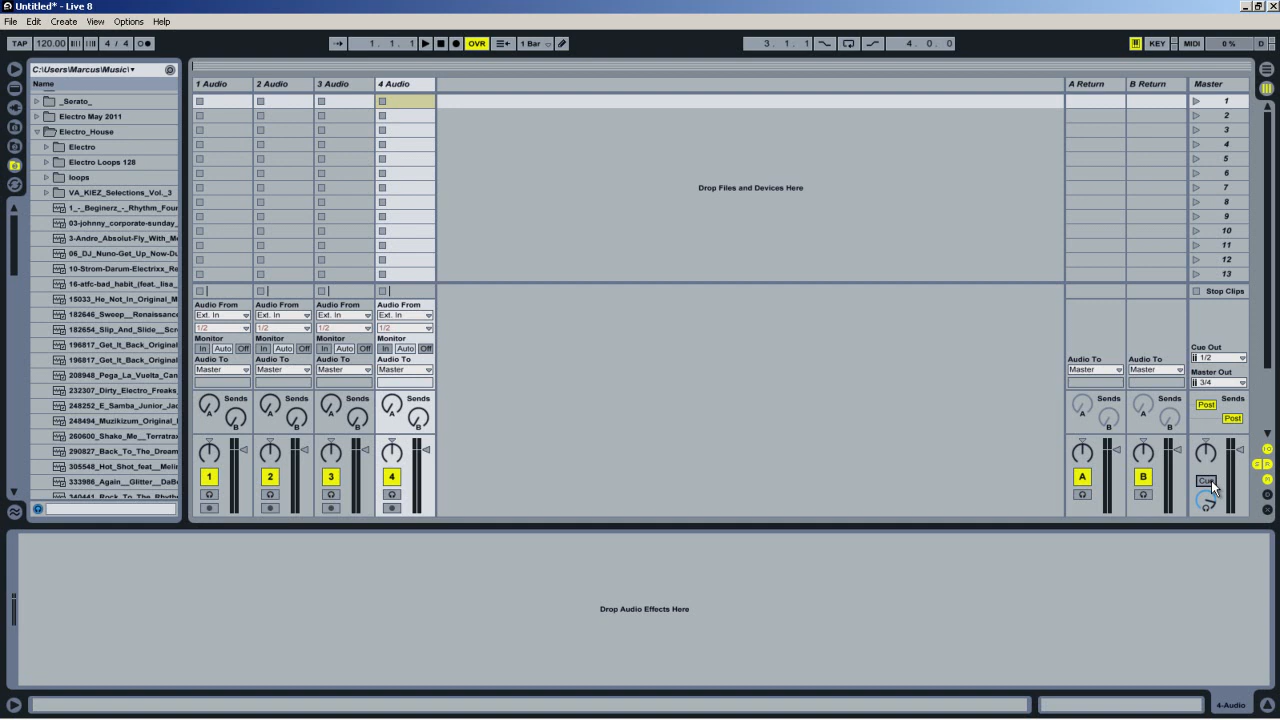 Untitled* - Live 8
File Edit Create View Options Help
TAP 120.00 4 / 4 1. 1. 1 OVR 1 Bar 3. 1. 1 4. 0. 0 KEY MIDI 0 % D
C:\Users\Marcus\Music\
Name
_Serato_
Electro May 2011
Electro_House
Electro
Electro Loops 128
loops
VA_KIEZ_Selections_Vol._3
1_-_Beginerz_-_Rhythm_Four
03-johnny_corporate-sunday_
3-Andre_Absolut-Fly_With_M
06_DJ_Nuno-Get_Up_Now-Du
10-Strom-Darum-Electrixx_Re
16-atfc-bad_habit_(feat._lisa_
15033_He_Not_In_Original_M
182646_Sweep__Renaissance
182654_Slip_And_Slide__Scr
196817_Get_It_Back_Original
196817_Get_It_Back_Original
208948_Pega_La_Vuelta_Can
232307_Dirty_Electro_Freaks_
248252_E_Samba_Junior_Jac
248494_Muzikizum_Original_
260600_Shake_Me__Terratrax
290827_Back_To_The_Dream
305548_Hot_Shot_feat__Melin
333986_Again__Glitter__DaB
340441_Rock_To_The_Rhyth
1 Audio 2 Audio 3 Audio 4 Audio A Return B Return Master
1
2
3
4
5
6
7
8
9
10
11
12
13
Drop Files and Devices Here
Stop Clips
Audio From Audio From Audio From Audio From
Ext. In Ext. In Ext. In Ext. In
1/2 1/2 1/2 1/2
Monitor Monitor Monitor Monitor
In Auto Off In Auto Off In Auto Off In Auto Off
Cue Out
1/2
Audio To Audio To Audio To Audio To Audio To Audio To
Master Master Master Master Master Master
Master Out
3/4
Sends Sends Sends Sends Sends Sends Sends
A A A A A A Post
B B B B B B Post
1 2 3 4 A B
Cue
Drop Audio Effects Here
4-Audio